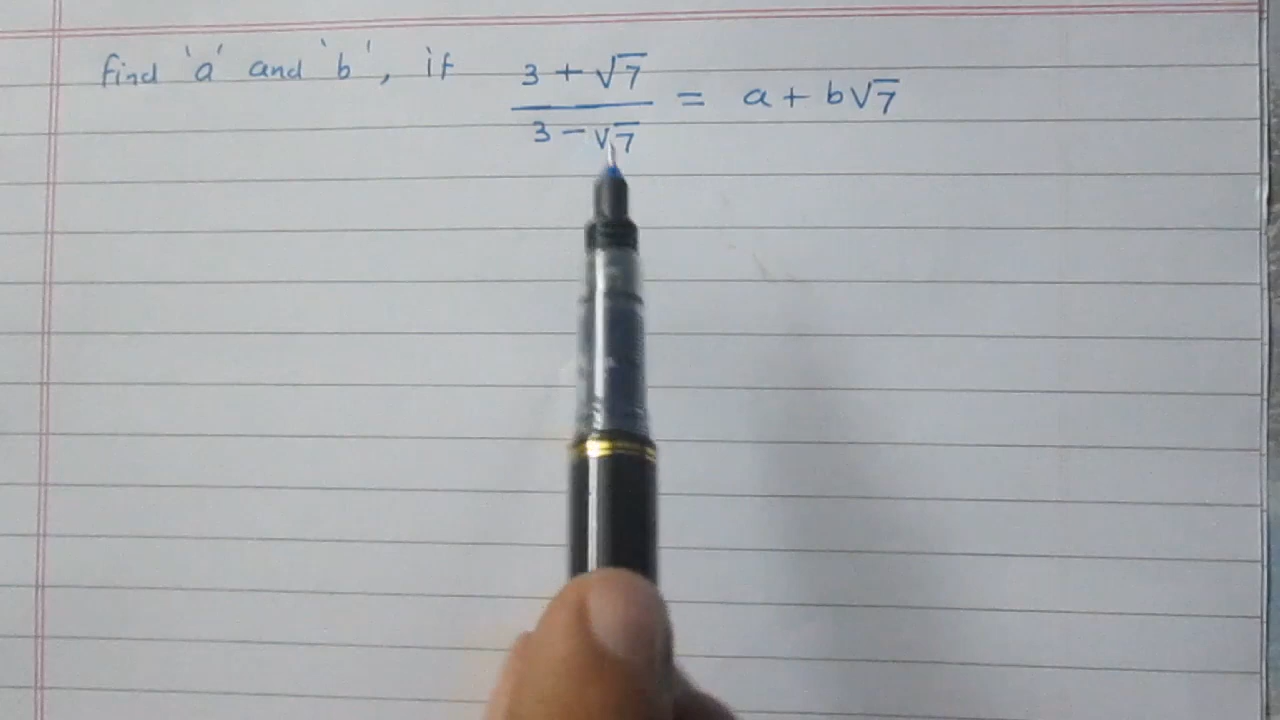 find 'a' and 'b', if 3 + √7 / 3 - √7 = a + b√7